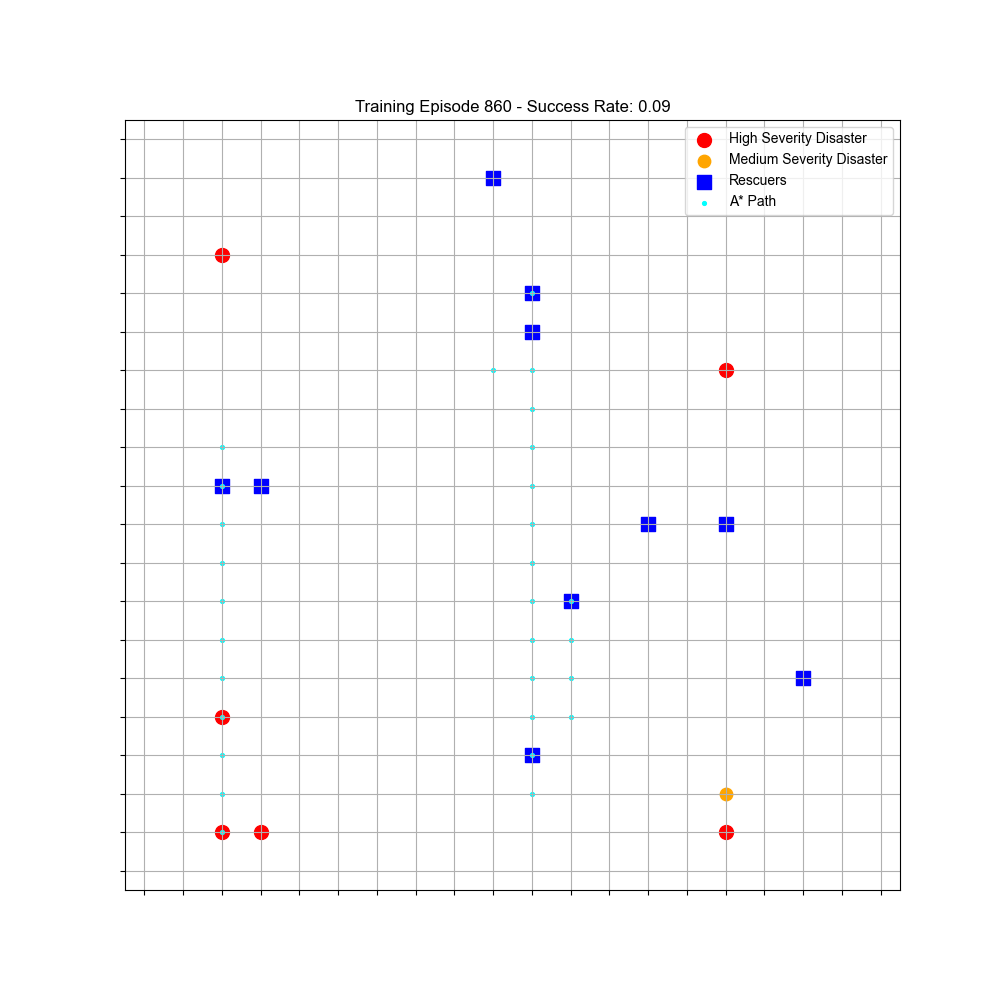 Training Episode 860 - Success Rate: 0.09
High Severity Disaster
Medium Severity Disaster
Rescuers
A* Path